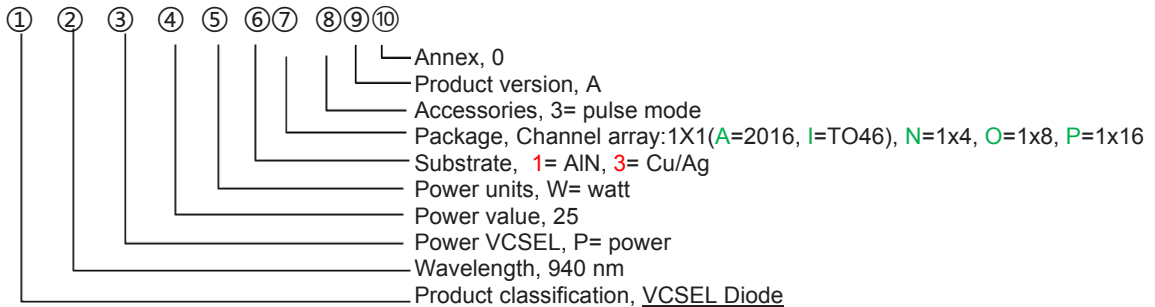 ① ② ③ ④ ⑤ ⑥⑦ ⑧⑨⑩
Annex, 0
Product version, A
Accessories, 3= pulse mode
Package, Channel array:1X1(A=2016, I=TO46), N=1x4, O=1x8, P=1x16
Substrate, 1= AlN, 3= Cu/Ag
Power units, W= watt
Power value, 25
Power VCSEL, P= power
Wavelength, 940 nm
Product classification, VCSEL Diode